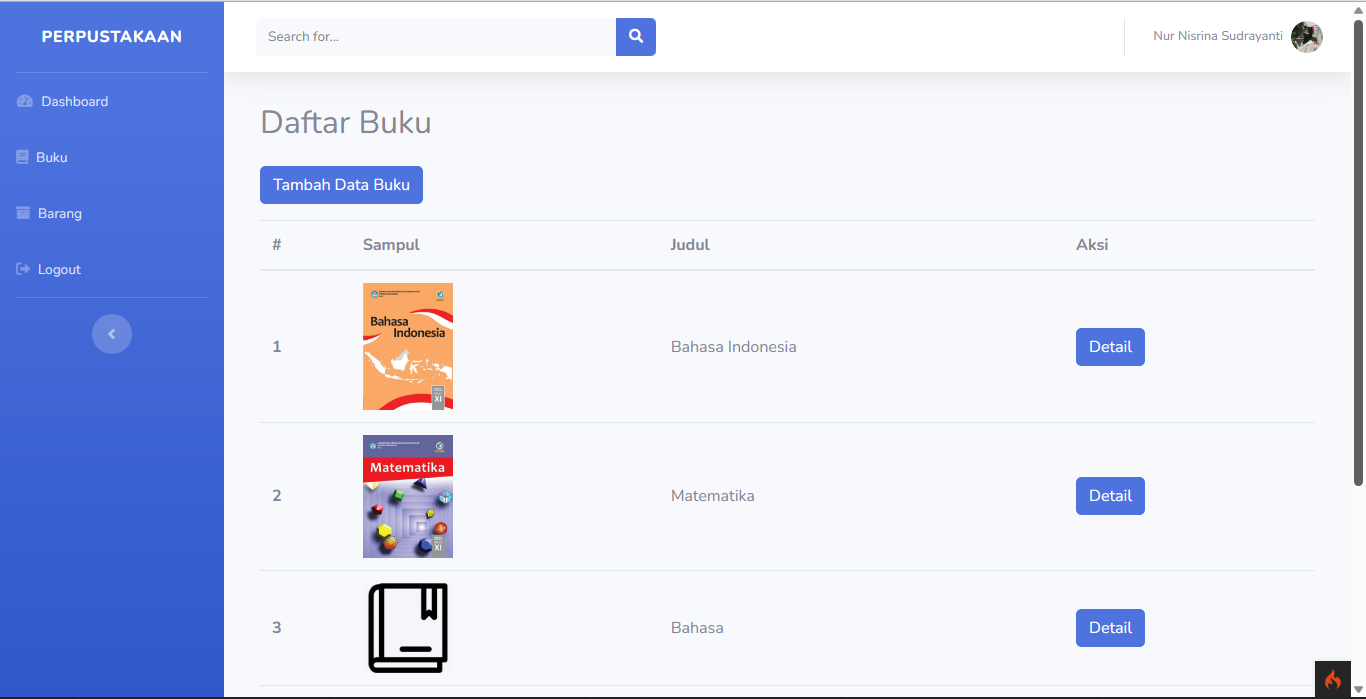 PERPUSTAKAAN
Search for...
Nur Nisrina Sudrayanti
Dashboard
Buku
Barang
Logout
Daftar Buku
Tambah Data Buku
# Sampul Judul Aksi
Bahasa
Indonesia
XI
1 Bahasa Indonesia Detail
Matematika
XI
2 Matematika Detail
3 Bahasa Detail